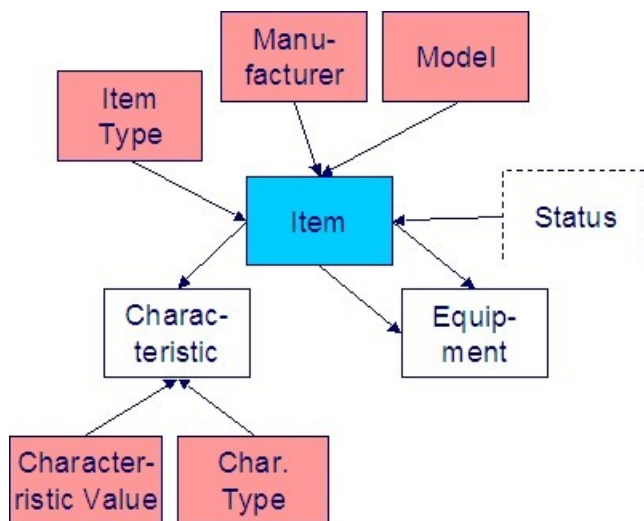 Manu-
facturer
Model
Item
Type
Item
Status
Charac-
teristic
Equip-
ment
Character-
ristic Value
Char.
Type